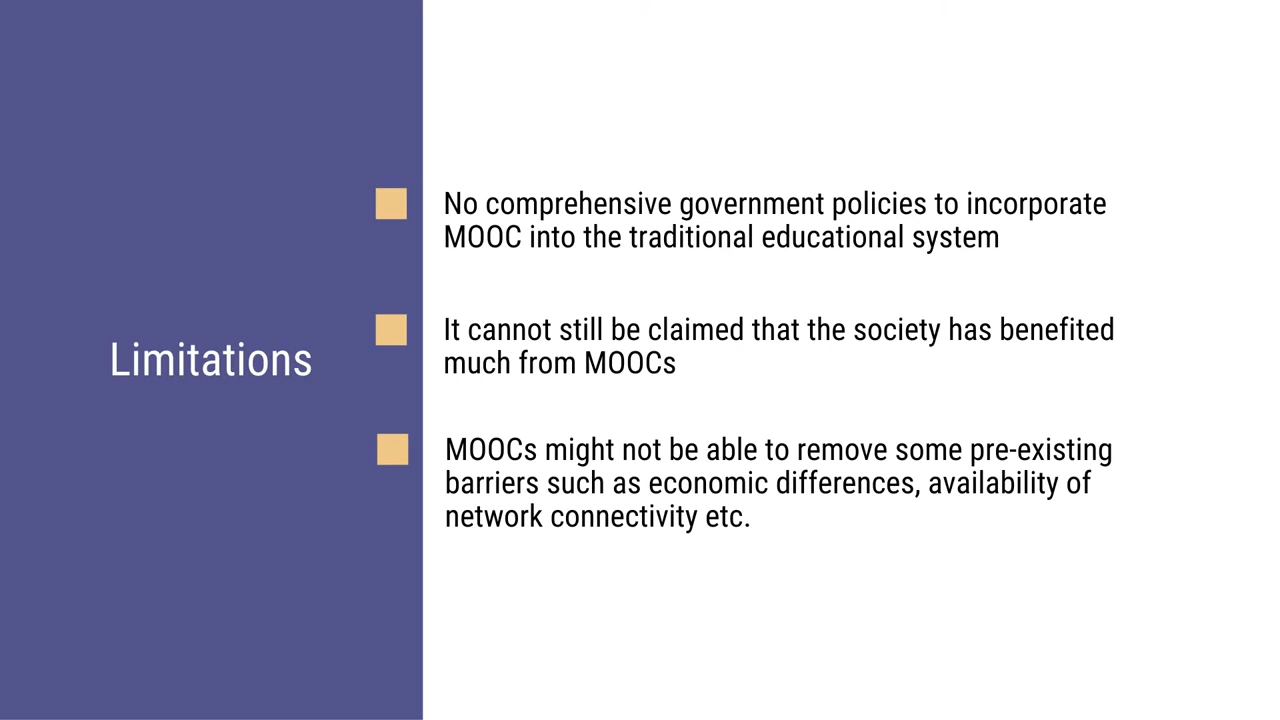 Limitations
No comprehensive government policies to incorporate
MOOC into the traditional educational system
It cannot still be claimed that the society has benefited
much from MOOCs
MOOCs might not be able to remove some pre-existing
barriers such as economic differences, availability of
network connectivity etc.